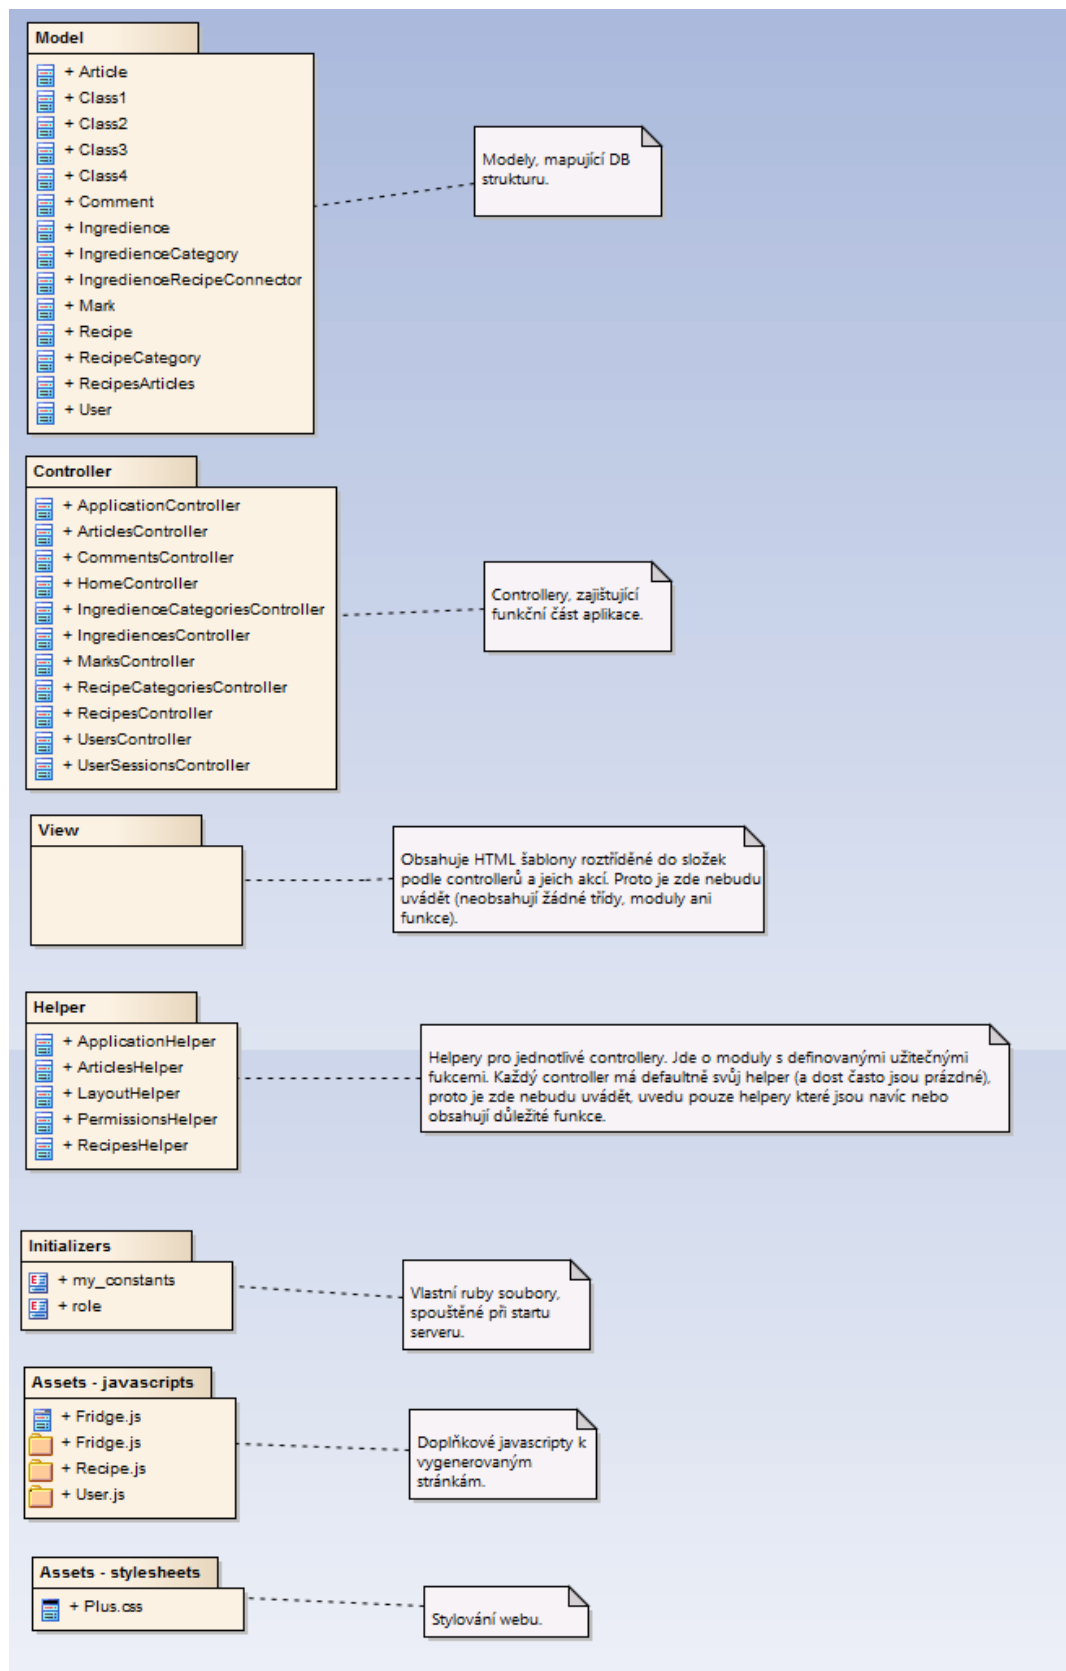 Model
+ Article
+ Class1
+ Class2
+ Class3
+ Class4
+ Comment
+ Ingredience
+ IngredienceCategory
+ IngredienceRecipeConnector
+ Mark
+ Recipe
+ RecipeCategory
+ RecipesArticles
+ User
Modely, mapující DB
strukturu.
Controller
+ ApplicationController
+ ArticlesController
+ CommentsController
+ HomeController
+ IngredienceCategoriesController
+ IngrediencesController
+ MarksController
+ RecipeCategoriesController
+ RecipesController
+ UsersController
+ UserSessionsController
Controllery, zajištující
funkční část aplikace.
View
Obsahuje HTML šablony roztříděné do složek
podle controllerů a jeich akcí. Proto je zde nebudu
uvádět (neobsahují žádné třídy, moduly ani
funkce).
Helper
+ ApplicationHelper
+ ArticlesHelper
+ LayoutHelper
+ PermissionsHelper
+ RecipesHelper
Helpery pro jednotlivé controllery. Jde o moduly s definovanými užitečnými
fukcemi. Každý controller má defaultně svůj helper (a dost často jsou prázdné),
proto je zde nebudu uvádět, uvedu pouze helpery které jsou navíc nebo
obsahují důležité funkce.
Initializers
+ my_constants
+ role
Vlastní ruby soubory,
spouštěné při startu
serveru.
Assets - javascripts
+ Fridge.js
+ Fridge.js
+ Recipe.js
+ User.js
Doplňkové javascripty k
vygenerovaným
stránkám.
Assets - stylesheets
+ Plus.css
Stylování webu.